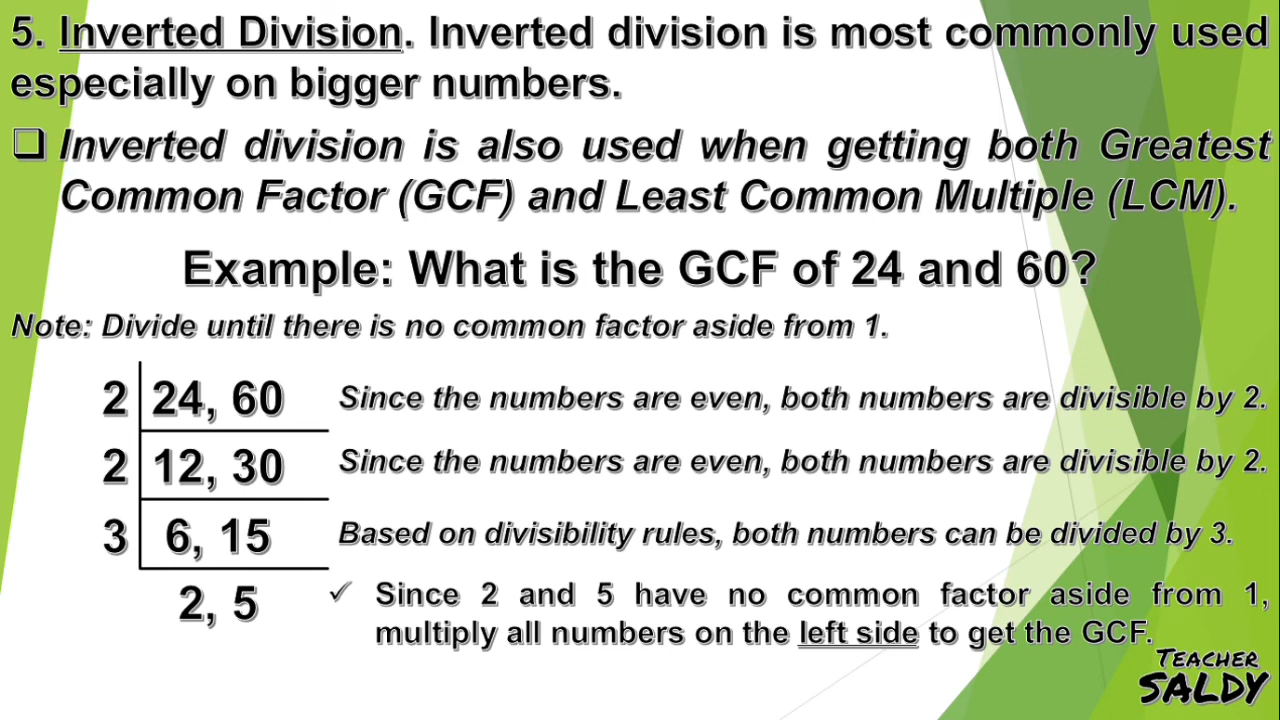 5. Inverted Division. Inverted division is most commonly used
especially on bigger numbers.
❑ Inverted division is also used when getting both Greatest
Common Factor (GCF) and Least Common Multiple (LCM).
Example: What is the GCF of 24 and 60?
Note: Divide until there is no common factor aside from 1.
2 24, 60 Since the numbers are even, both numbers are divisible by 2.
2 12, 30 Since the numbers are even, both numbers are divisible by 2.
3 6, 15 Based on divisibility rules, both numbers can be divided by 3.
2, 5 ✓ Since 2 and 5 have no common factor aside from 1,
multiply all numbers on the left side to get the GCF.
TEACHER
SALDY